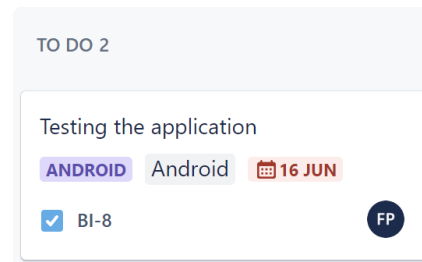 TO DO 2
Testing the application
ANDROID Android 16 JUN
BI-8 FP